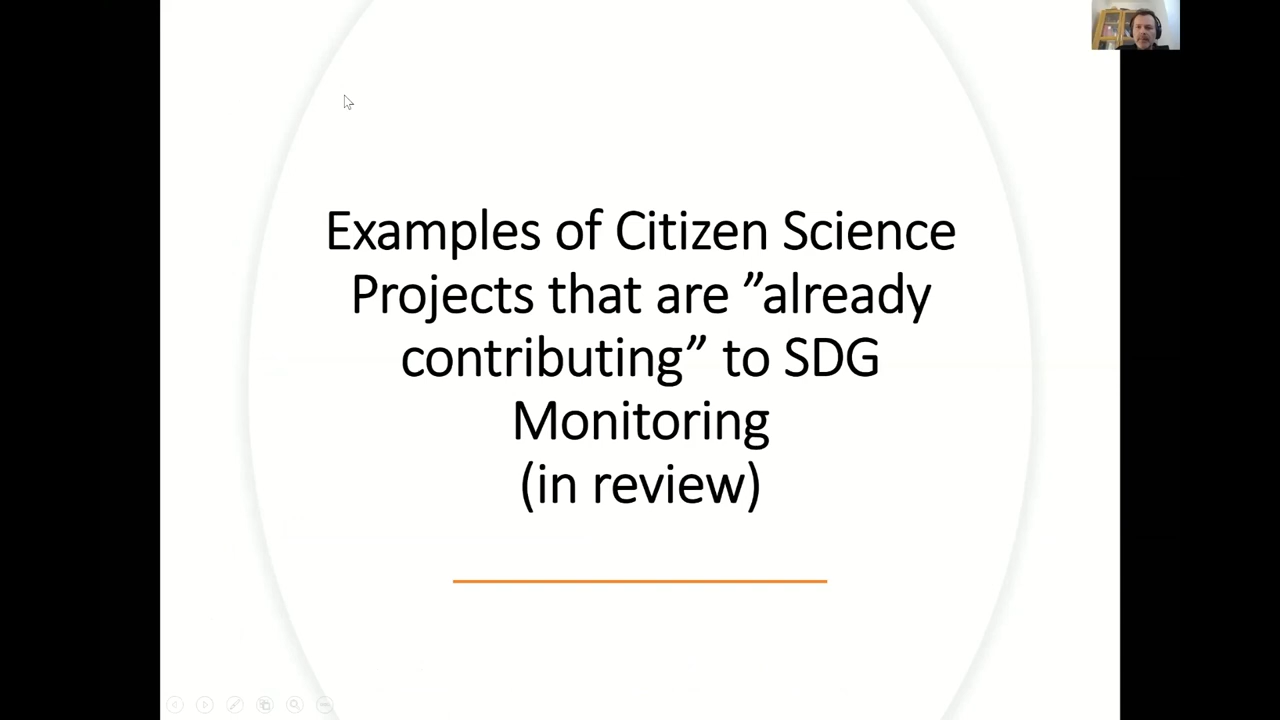 Examples of Citizen Science
Projects that are ”already
contributing” to SDG
Monitoring
(in review)